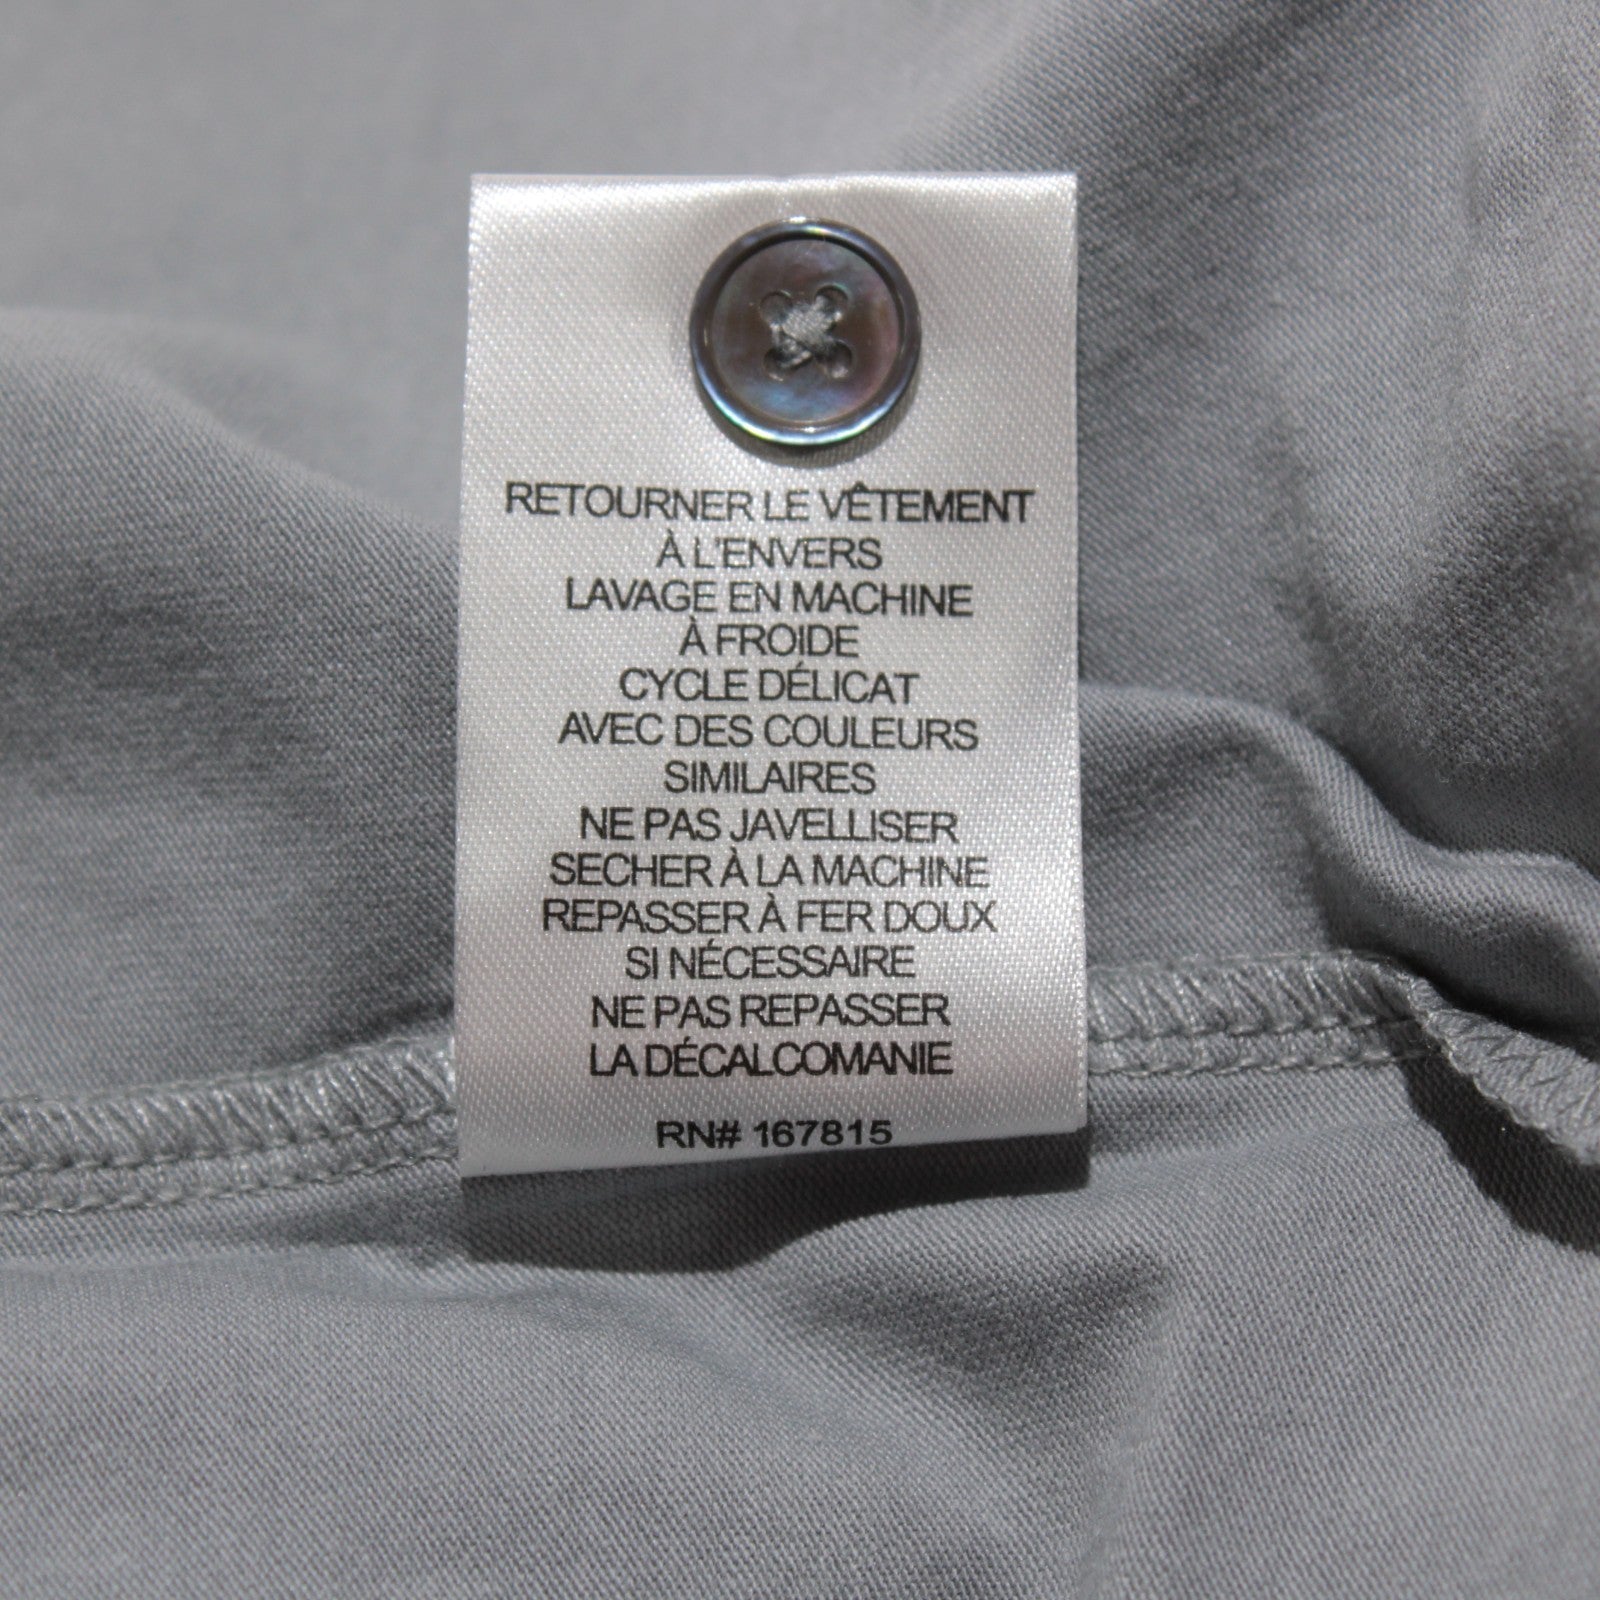 RETOURNER LE VÊTEMENT
À L'ENVERS
LAVAGE EN MACHINE
À FROIDE
CYCLE DÉLICAT
AVEC DES COULEURS
SIMILAIRES
NE PAS JAVELLISER
SECHER À LA MACHINE
REPASSER À FER DOUX
SI NÉCESSAIRE
NE PAS REPASSER
LA DÉCALCOMANIE
RN# 167815